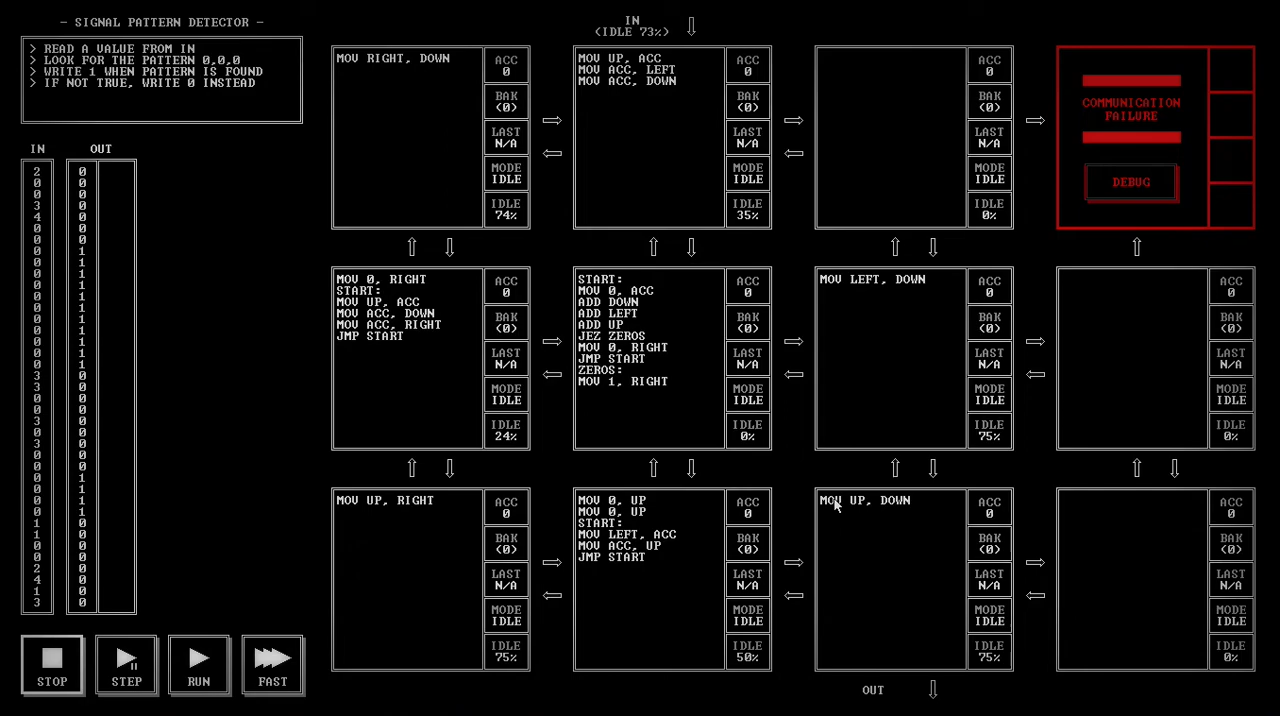 - SIGNAL PATTERN DETECTOR -
> READ A VALUE FROM IN
> LOOK FOR THE PATTERN 0,0,0
> WRITE 1 WHEN PATTERN IS FOUND
> IF NOT TRUE, WRITE 0 INSTEAD
IN OUT
2 0
0 0
0 0
3 0
4 0
0 0
0 0
0 1
0 1
0 1
0 1
0 1
0 1
0 1
0 1
0 1
0 1
0 1
3 0
3 0
0 0
0 0
3 0
0 0
3 0
0 0
0 0
0 1
0 1
0 1
0 1
1 0
1 0
0 0
0 0
2 0
4 0
1 0
3 0
STOP
STEP
RUN
FAST
IN
(IDLE 73%)
MOV RIGHT, DOWN
ACC
0
BAK
(0)
LAST
N/A
MODE
IDLE
IDLE
74%
MOV UP, ACC
MOV ACC, LEFT
MOV ACC, DOWN
ACC
0
BAK
(0)
LAST
N/A
MODE
IDLE
IDLE
35%
ACC
0
BAK
(0)
LAST
N/A
MODE
IDLE
IDLE
0%
COMMUNICATION
FAILURE
DEBUG
MOV 0, RIGHT
START:
MOV UP, ACC
MOV ACC, DOWN
MOV ACC, RIGHT
JMP START
ACC
0
BAK
(0)
LAST
N/A
MODE
IDLE
IDLE
24%
START:
MOV 0, ACC
ADD DOWN
ADD LEFT
ADD UP
JEZ ZEROS
MOV 0, RIGHT
JMP START
ZEROS:
MOV 1, RIGHT
ACC
0
BAK
(0)
LAST
N/A
MODE
IDLE
IDLE
0%
MOV LEFT, DOWN
ACC
0
BAK
(0)
LAST
N/A
MODE
IDLE
IDLE
75%
ACC
0
BAK
(0)
LAST
N/A
MODE
IDLE
IDLE
0%
MOV UP, RIGHT
ACC
0
BAK
(0)
LAST
N/A
MODE
IDLE
IDLE
75%
MOV 0, UP
MOV 0, UP
START:
MOV LEFT, ACC
MOV ACC, UP
JMP START
ACC
0
BAK
(0)
LAST
N/A
MODE
IDLE
IDLE
50%
MOV UP, DOWN
ACC
0
BAK
(0)
LAST
N/A
MODE
IDLE
IDLE
75%
ACC
0
BAK
(0)
LAST
N/A
MODE
IDLE
IDLE
0%
OUT